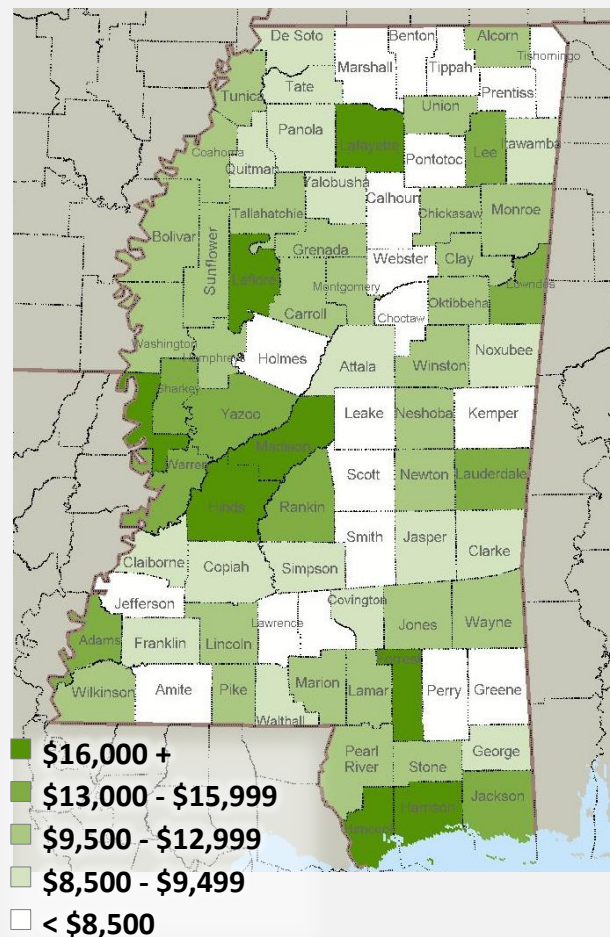 De Soto
Benton
Alcorn
Marshall
Tippah
Tishomingo
Prentiss
Tate
Tunica
Union
Panola
Lafayette
Lee
Itawamba
Coahoma
Quitman
Pontotoc
Yalobusha
Calhoun
Tallahatchie
Chickasaw
Monroe
Bolivar
Sunflower
Grenada
Webster
Clay
Leflore
Montgomery
Lowndes
Oktibbeha
Carroll
Choctaw
Washington
Humphreys
Holmes
Noxubee
Attala
Winston
Sharkey
Yazoo
Leake
Neshoba
Kemper
Madison
Warren
Scott
Newton
Lauderdale
Hinds
Rankin
Smith
Jasper
Clarke
Claiborne
Copiah
Simpson
Jefferson
Covington
Lawrence
Jones
Wayne
Adams
Franklin
Lincoln
Wilkinson
Amite
Pike
Marion
Lamar
Forrest
Perry
Greene
Walthall
Pearl
River
Stone
George
Hancock
Harrison
Jackson
$16,000 +
$13,000 - $15,999
$9,500 - $12,999
$8,500 - $9,499
< $8,500